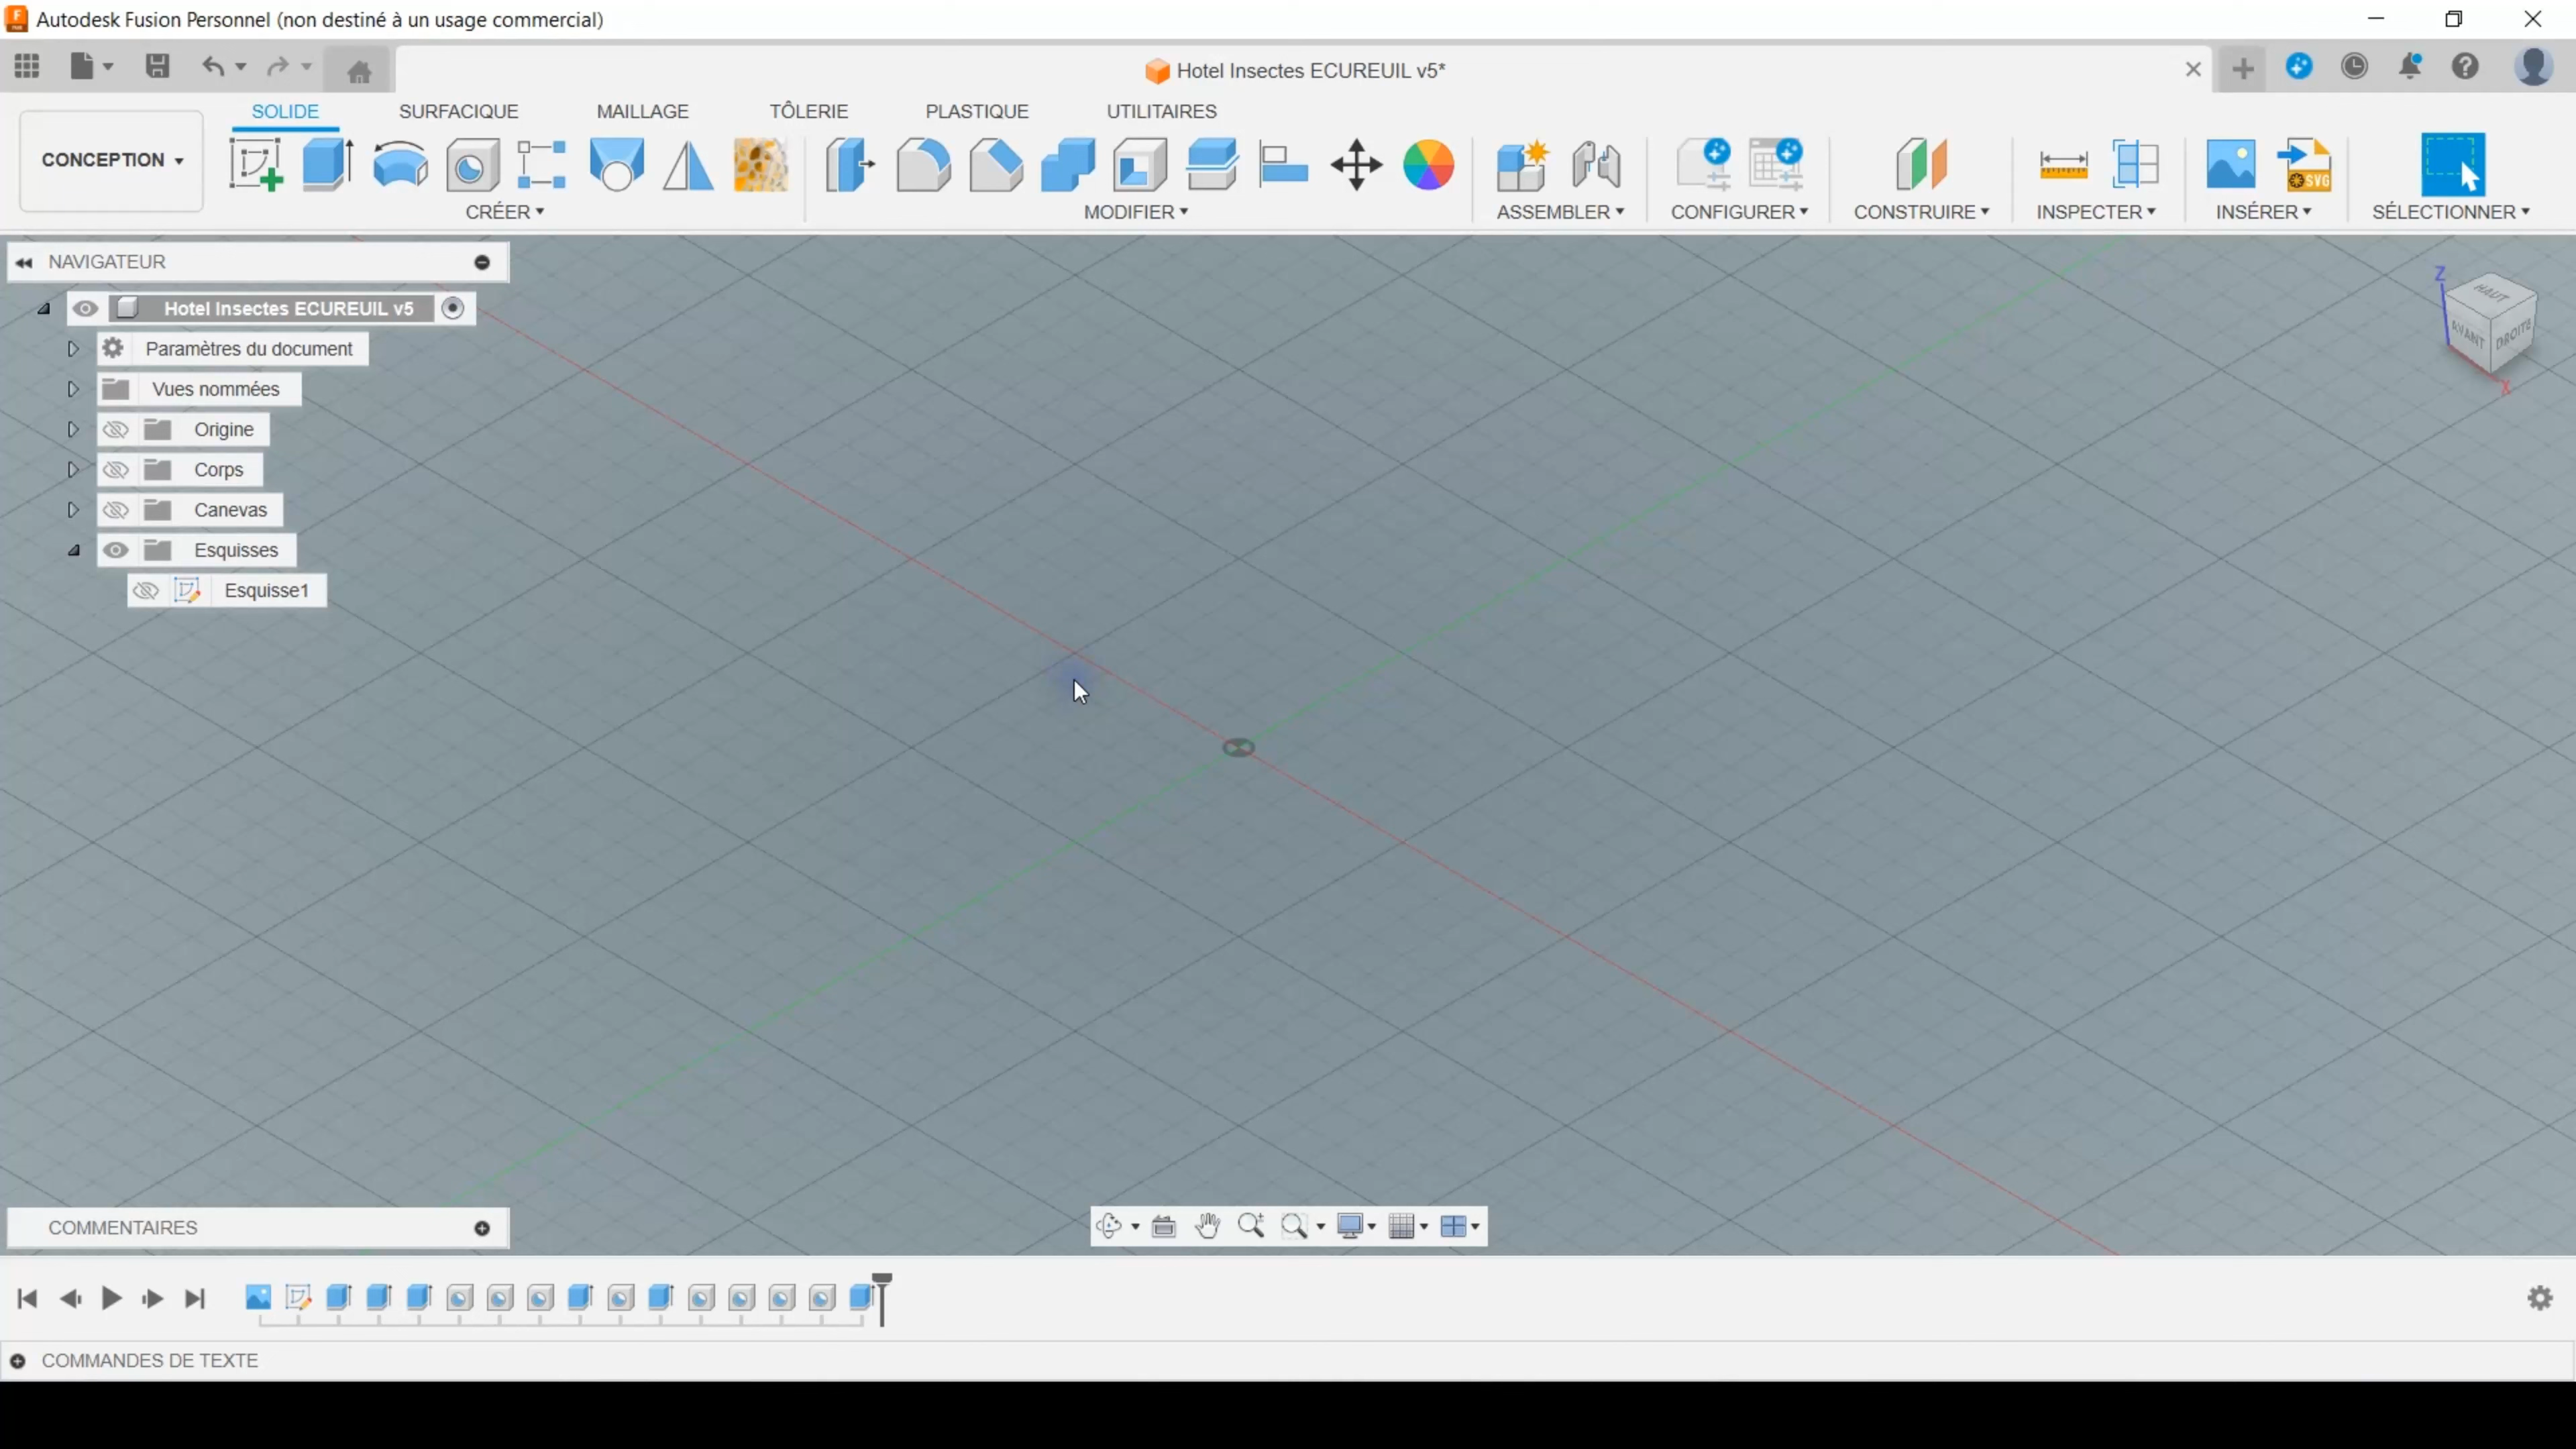 Autodesk Fusion Personnel (non destiné à un usage commercial)
Hotel Insectes ECUREUIL v5*
SOLIDE SURFACIQUE MAILLAGE TÔLERIE PLASTIQUE UTILITAIRES
CONCEPTION
SVG
CRÉER MODIFIER ASSEMBLER CONFIGURER CONSTRUIRE INSPECTER INSÉRER SÉLECTIONNER
NAVIGATEUR
Hotel Insectes ECUREUIL v5
Paramètres du document
Vues nommées
Origine
Corps
Canevas
Esquisses
Esquisse1
Z
HAUT
AVANT DROITE
X
COMMENTAIRES
COMMANDES DE TEXTE